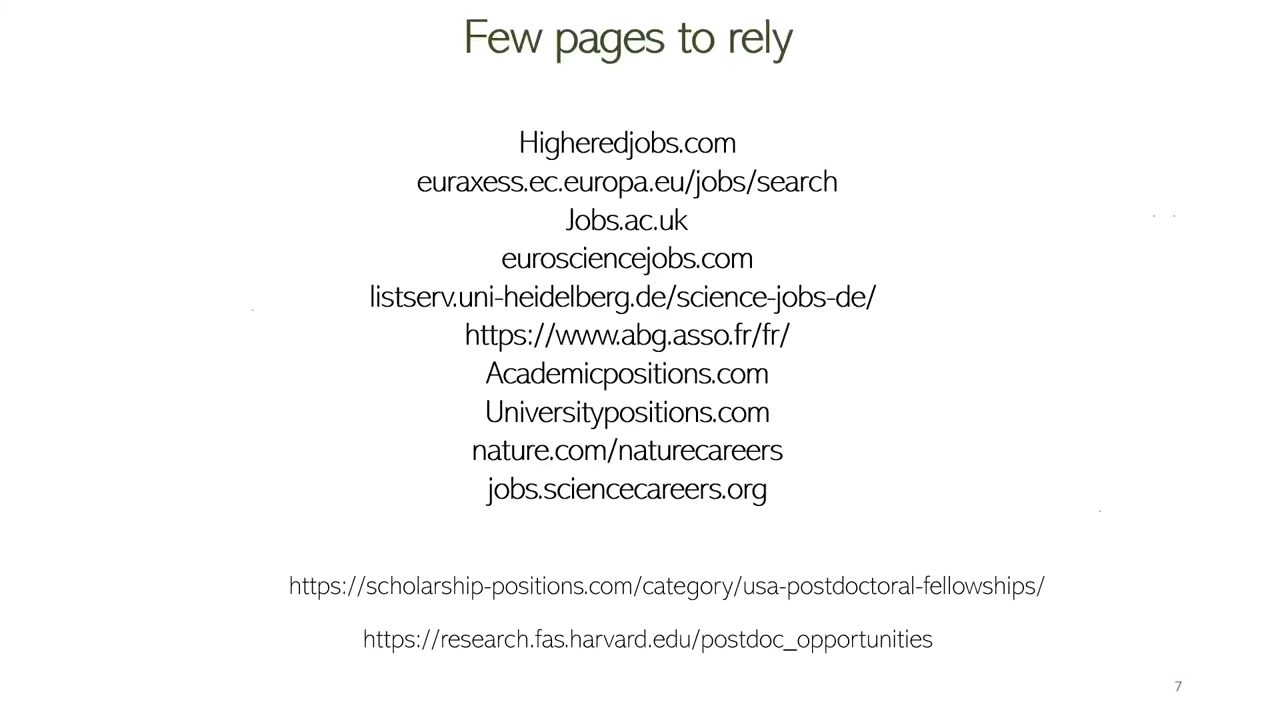 Few pages to rely
Higheredjobs.com
euraxess.ec.europa.eu/jobs/search
Jobs.ac.uk
eurosciencejobs.com
listserv.uni-heidelberg.de/science-jobs-de/
https://www.abg.asso.fr/fr/
Academicpositions.com
Universitypositions.com
nature.com/naturecareers
jobs.sciencecareers.org
https://scholarship-positions.com/category/usa-postdoctoral-fellowships/
https://research.fas.harvard.edu/postdoc_opportunities
7